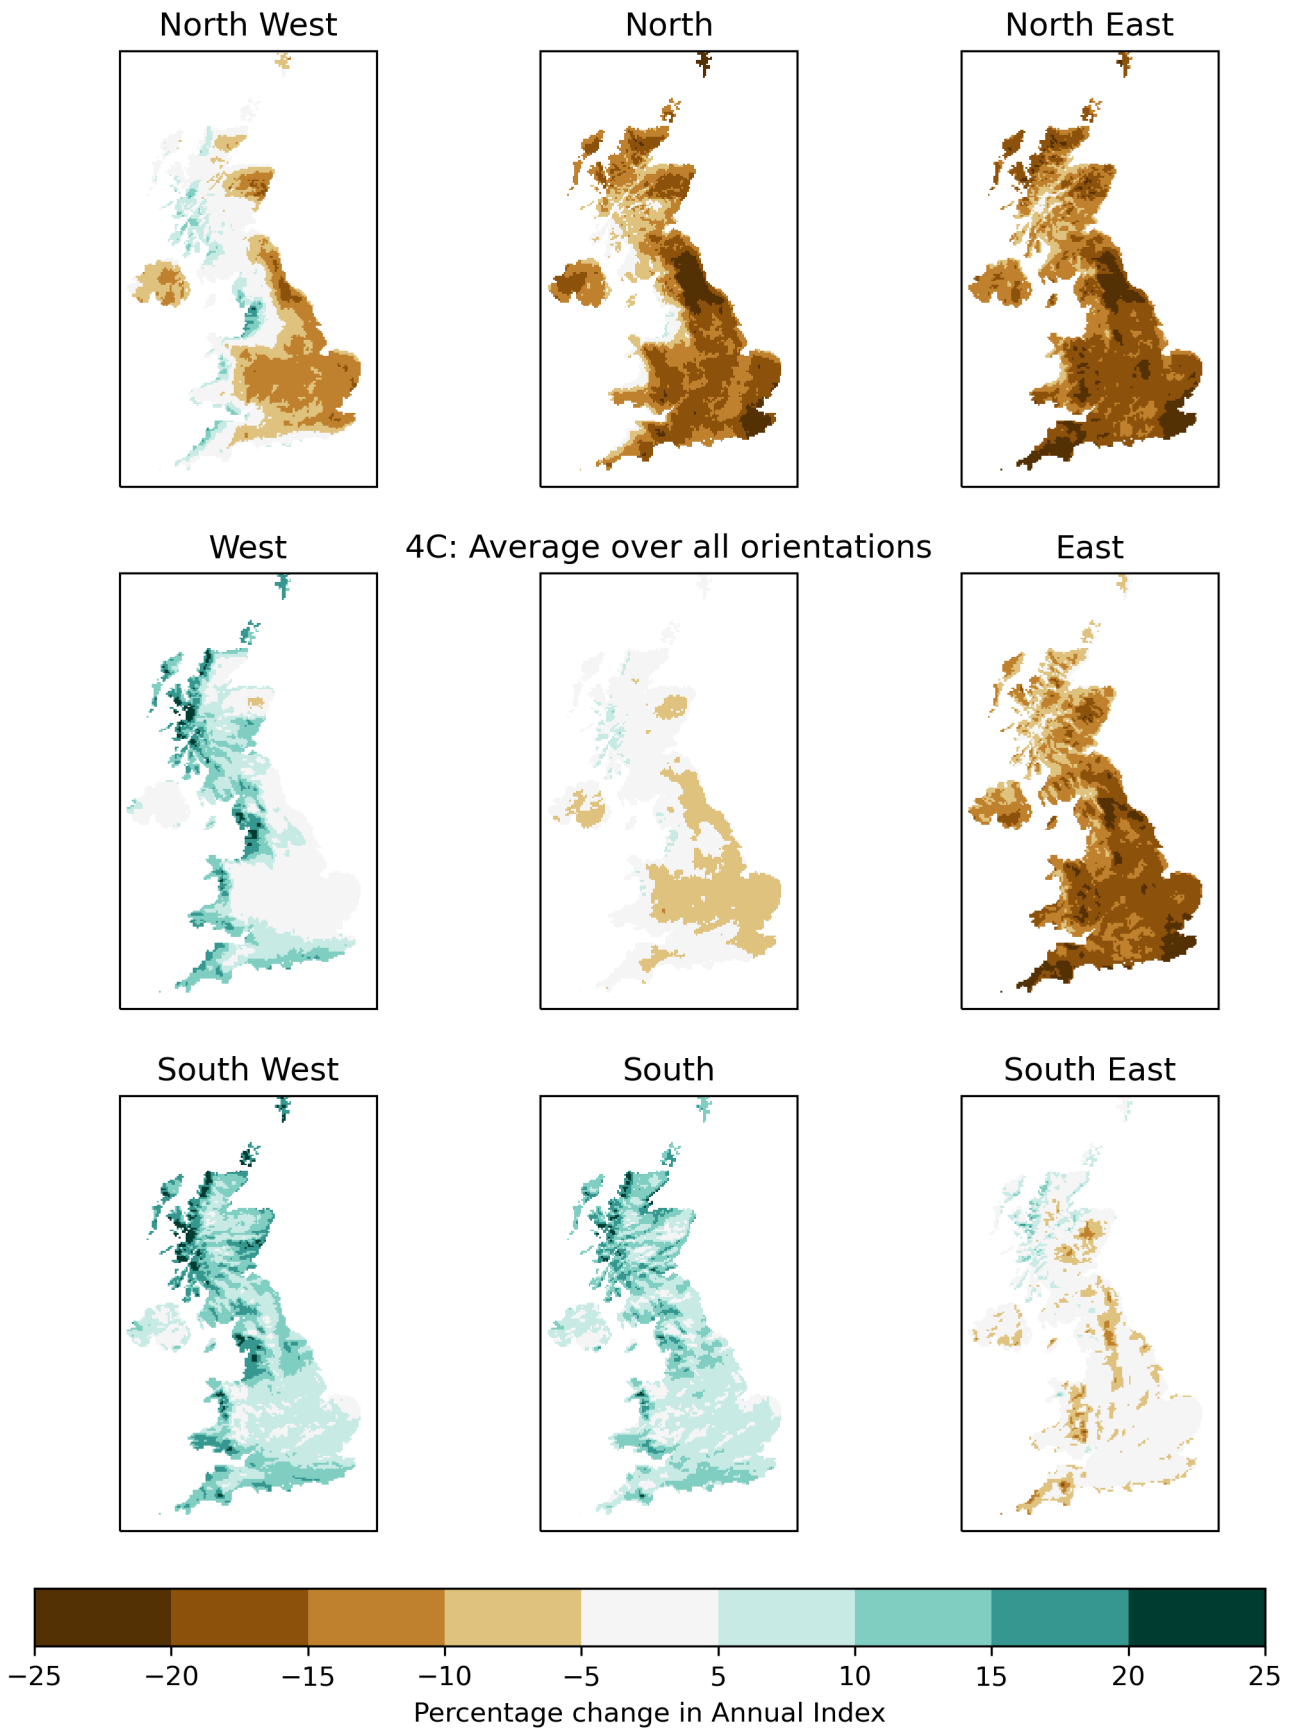 North West
North
North East
West
4C: Average over all orientations
East
South West
South
South East
−25
−20
−15
−10
−5
5
10
15
20
25
Percentage change in Annual Index